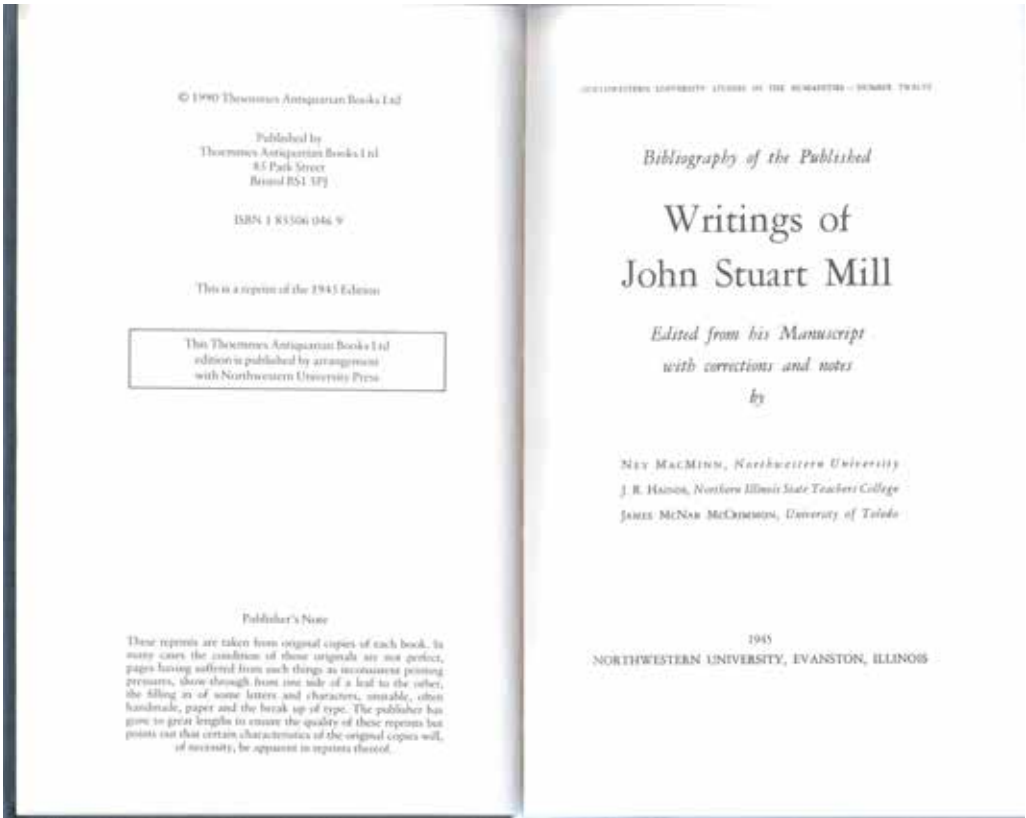 © 1990 Thoemmes Antiquarian Books Ltd
Published by
Thoemmes Antiquarian Books Ltd
85 Park Street
Bristol BS1 5PJ
ISBN 1 85506 046 9
This is a reprint of the 1945 Edition
This Thoemmes Antiquarian Books Ltd
edition is published by arrangement
with Northwestern University Press
Publisher's Note
These reprints are taken from original copies of each book. In
many cases the condition of those originals are not perfect,
pages having suffered from such things as inconsistent printing
pressures, show-through from one side of a leaf to the other,
the filling in of some letters and characters, unstable, often
handmade, paper and the break up of type. The publisher has
gone to great lengths to ensure the quality of these reprints but
points out that certain characteristics of the original copies will,
of necessity, be apparent in reprints thereof.
NORTHWESTERN UNIVERSITY STUDIES IN THE HUMANITIES – NUMBER TWELVE
Bibliography of the Published
Writings of
John Stuart Mill
Edited from his Manuscript
with corrections and notes
by
NEY MACMINN, Northwestern University
J. R. HAINDS, Northern Illinois State Teachers College
JAMES MCNAB MCCRIMMON, University of Toledo
1945
NORTHWESTERN UNIVERSITY, EVANSTON, ILLINOIS